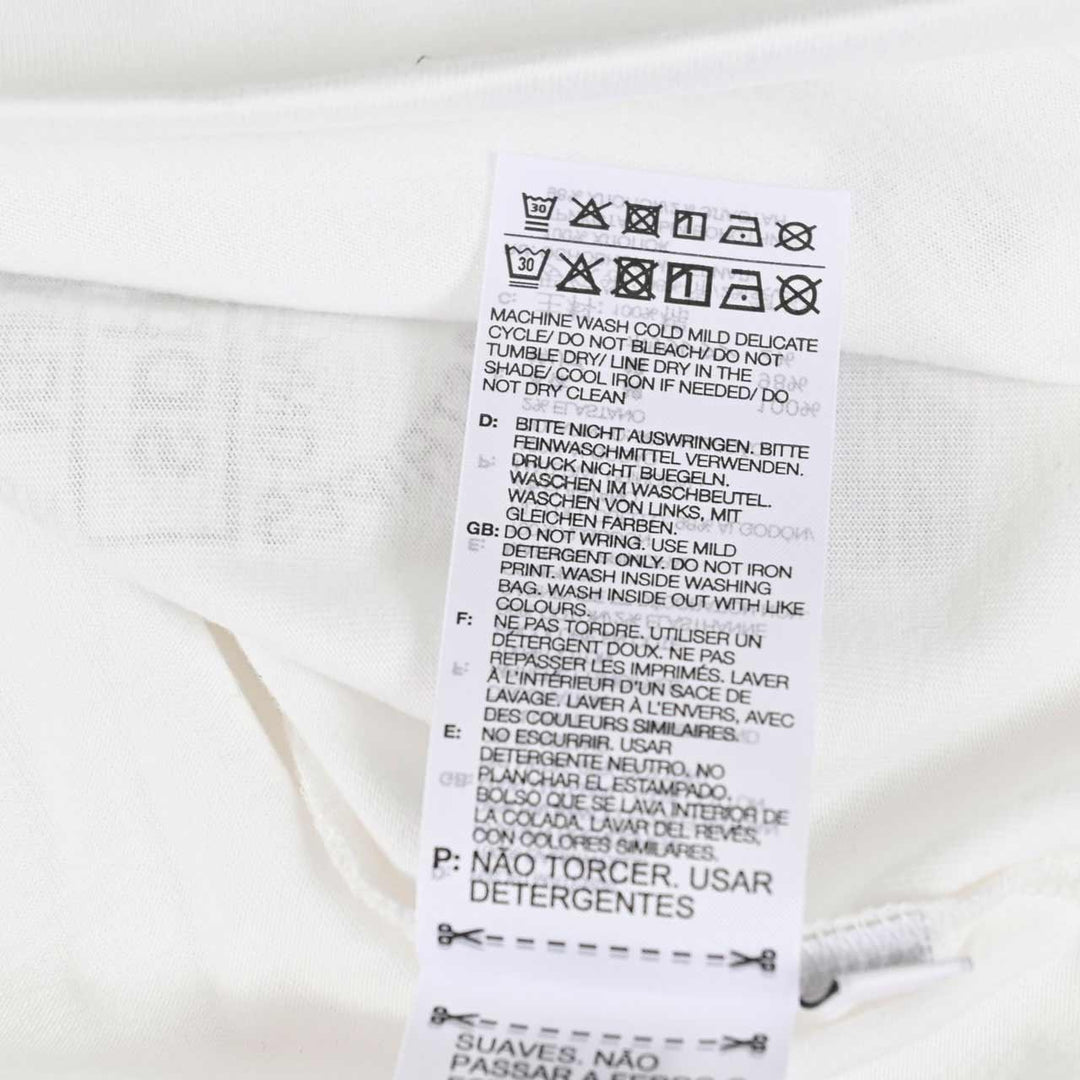 30
30
MACHINE WASH COLD MILD DELICATE
CYCLE/ DO NOT BLEACH/ DO NOT
TUMBLE DRY/ LINE DRY IN THE
SHADE/ COOL IRON IF NEEDED/ DO
NOT DRY CLEAN
D: BITTE NICHT AUSWRINGEN. BITTE
FEINWASCHMITTEL VERWENDEN.
DRUCK NICHT BUEGELN.
WASCHEN IM WASCHBEUTEL.
WASCHEN VON LINKS, MIT
GLEICHEN FARBEN.
GB: DO NOT WRING. USE MILD
DETERGENT ONLY. DO NOT IRON
PRINT. WASH INSIDE WASHING
BAG. WASH INSIDE OUT WITH LIKE
COLOURS.
F: NE PAS TORDRE. UTILISER UN
DÉTERGENT DOUX. NE PAS
REPASSER LES IMPRIMÉS. LAVER
À L'INTÉRIEUR D'UN SACE DE
LAVAGE. LAVER À L'ENVERS, AVEC
DES COULEURS SIMILAIRES.
E: NO ESCURRIR. USAR
DETERGENTE NEUTRO, NO
PLANCHAR EL ESTAMPADO.
BOLSO QUE SE LAVA INTERIOR DE
LA COLADA. LAVAR DEL REVÉS,
CON COLORES SIMILARES.
P: NÃO TORCER. USAR
DETERGENTES
SUAVES. NÃO
PASSAR A FERRO